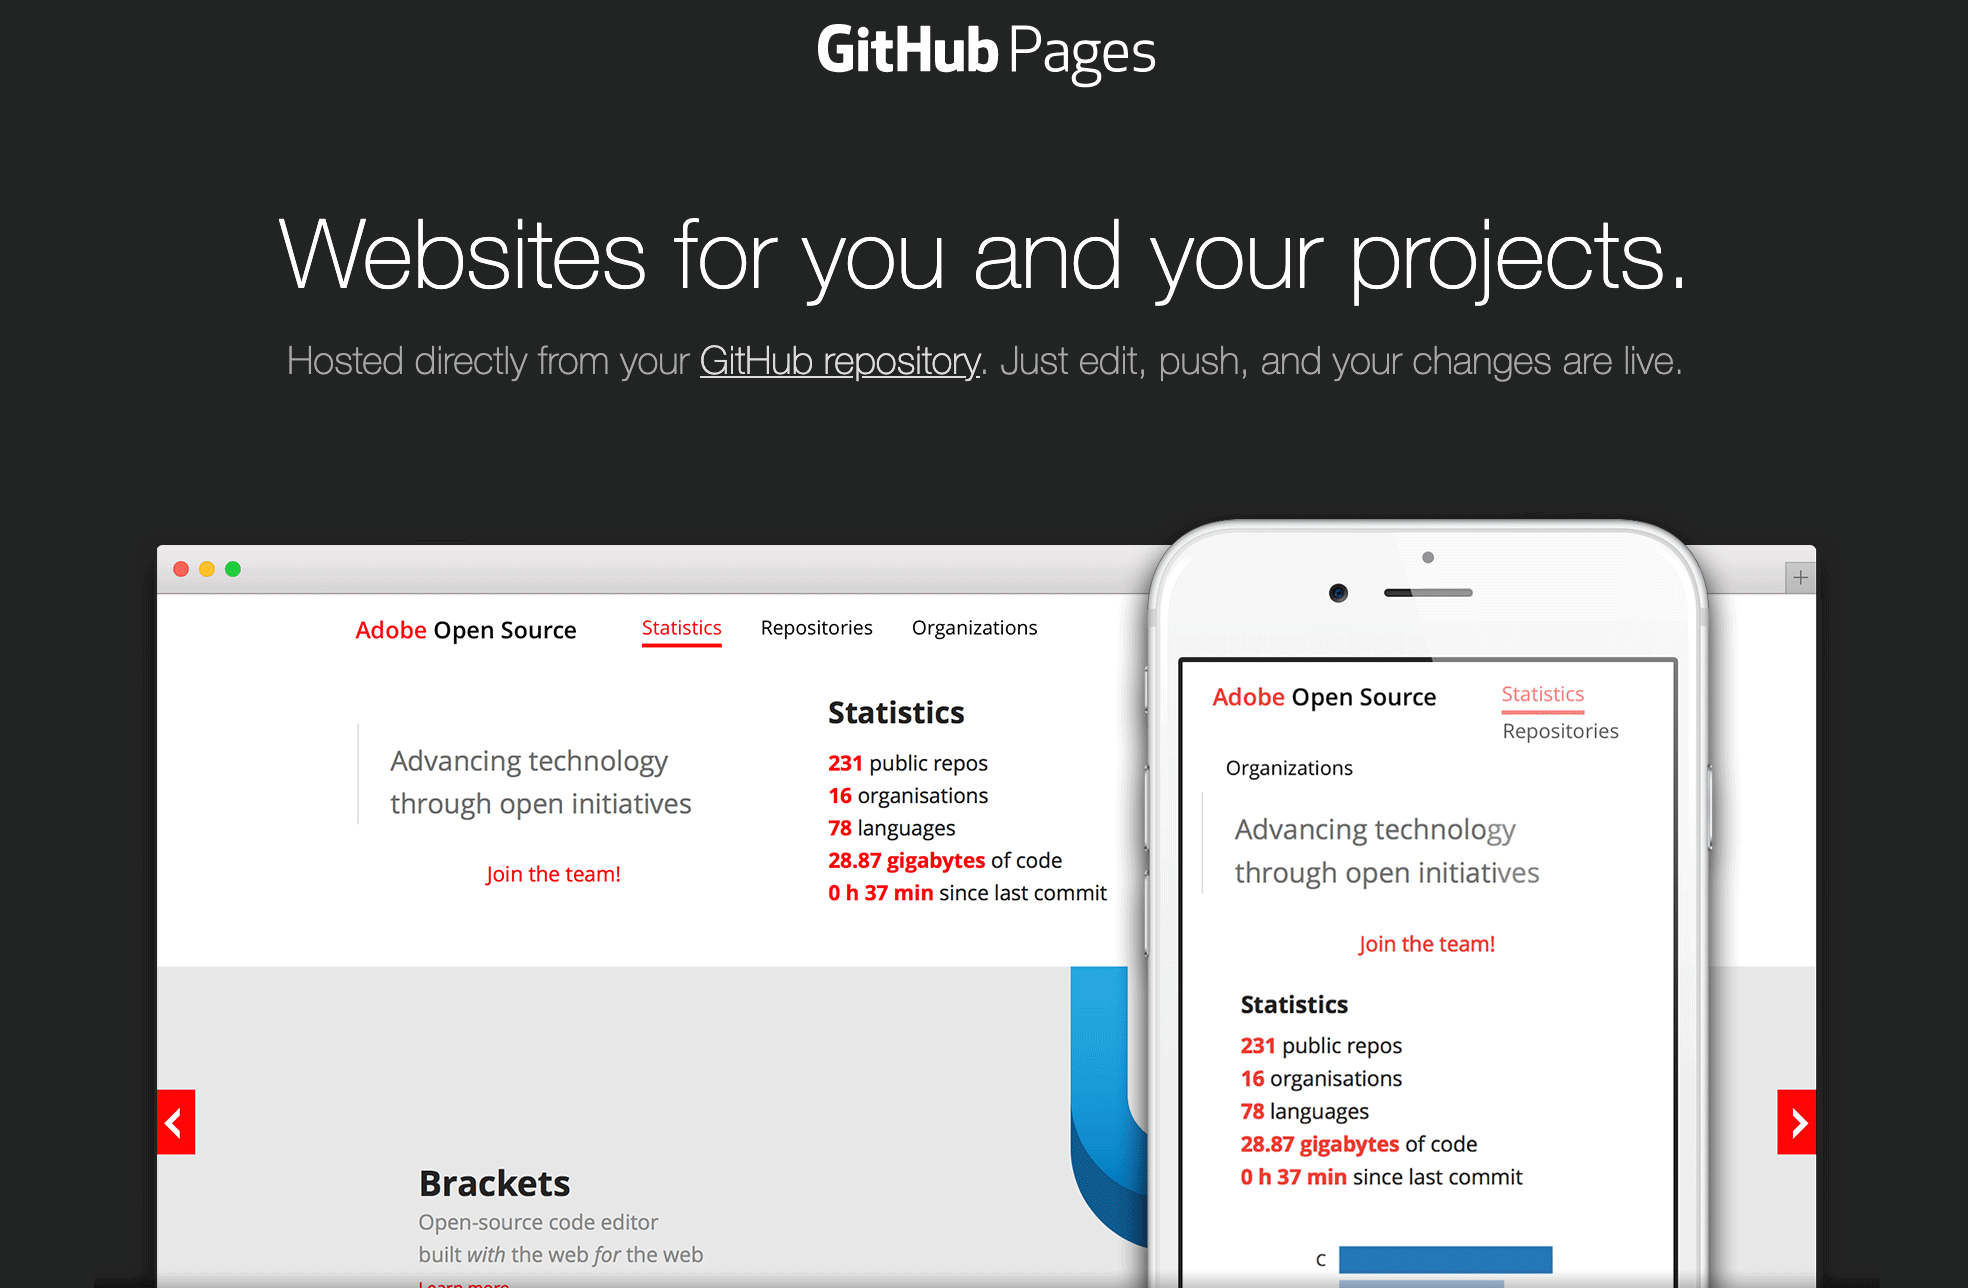 GitHub Pages
Websites for you and your projects.
Hosted directly from your GitHub repository. Just edit, push, and your changes are live.
Adobe Open Source
Statistics
Repositories
Organizations
Advancing technology
through open initiatives
Join the team!
Statistics
231 public repos
16 organisations
78 languages
28.87 gigabytes of code
0 h 37 min since last commit
Brackets
Open-source code editor
built with the web for the web
Learn more
Adobe Open Source
Statistics
Repositories
Organizations
Advancing technology
through open initiatives
Join the team!
Statistics
231 public repos
16 organisations
78 languages
28.87 gigabytes of code
0 h 37 min since last commit
C